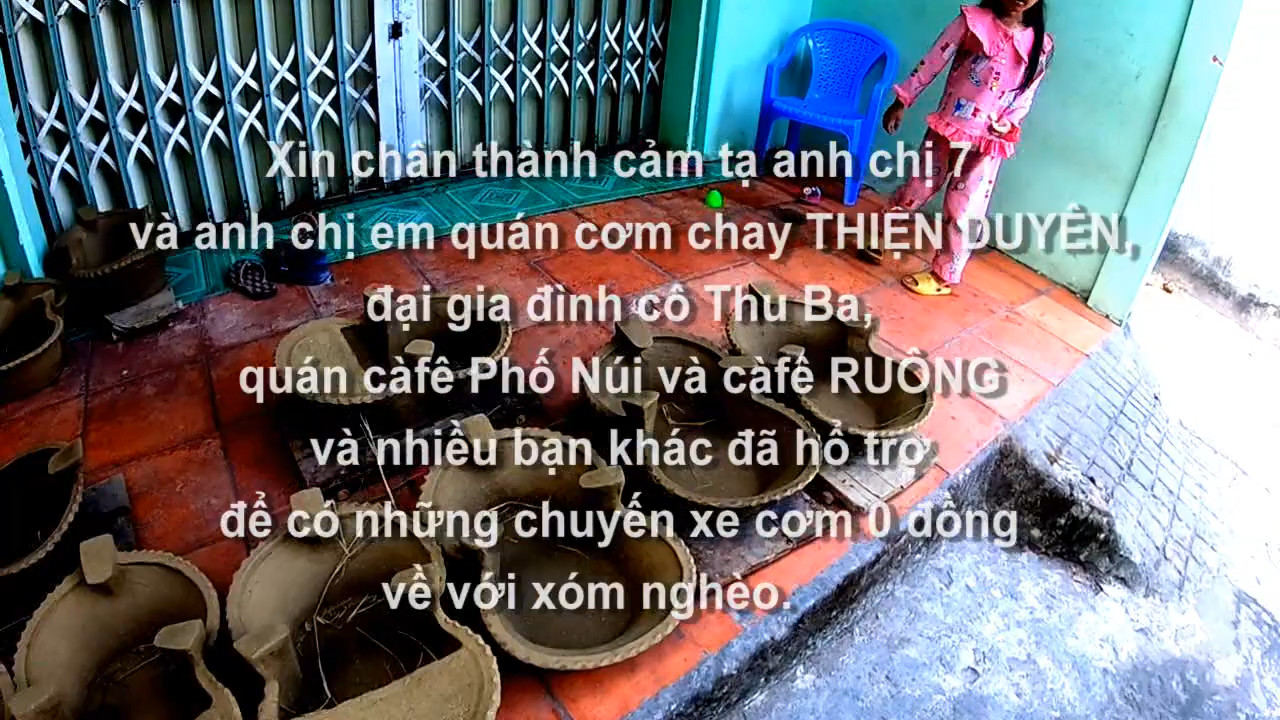 Xin chân thành cảm tạ anh chị 7
và anh chị em quán cơm chay THIỆN DUYÊN,
đại gia đình cô Thu Ba,
quán càfê Phố Núi và càfê RUÔNG
và nhiều bạn khác đã hổ trợ
để có những chuyến xe cơm 0 đồng
về với xóm nghèo.